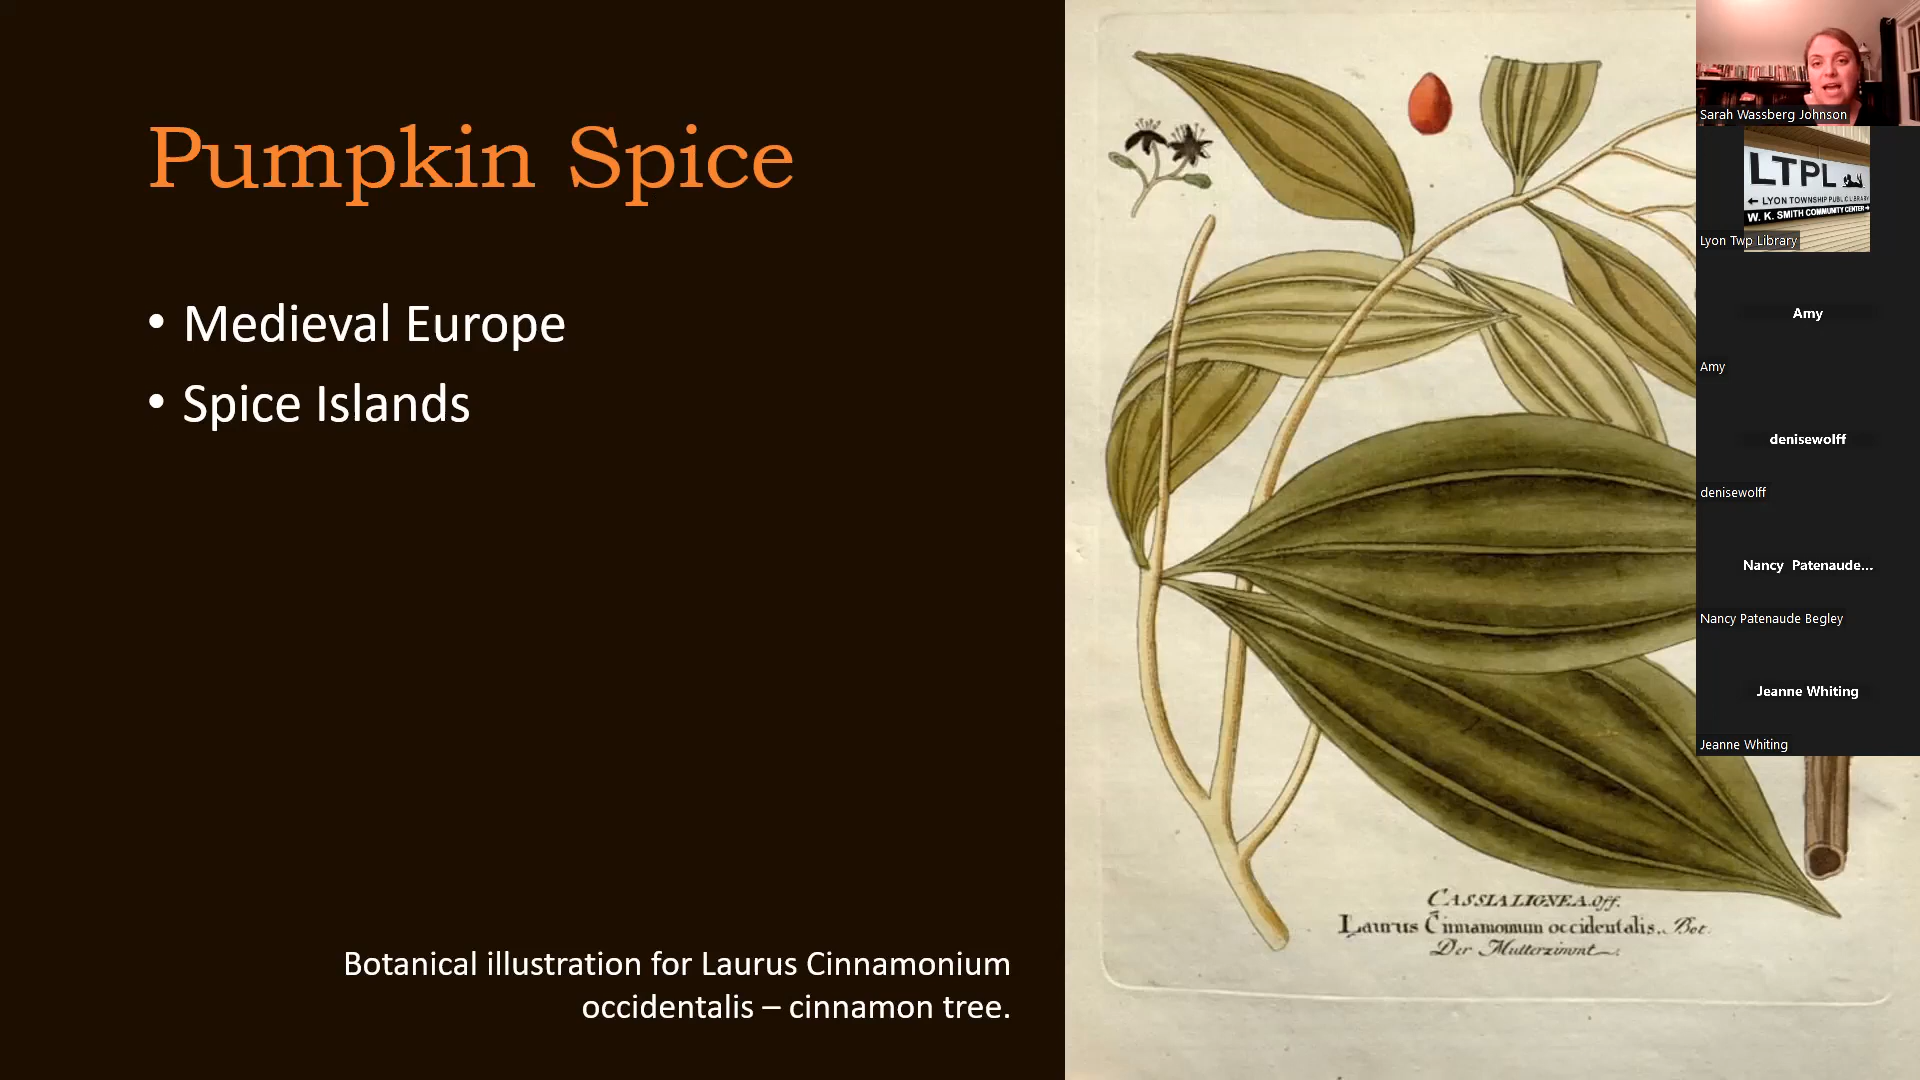 Pumpkin Spice
• Medieval Europe
• Spice Islands
Botanical illustration for Laurus Cinnamonium
occidentalis – cinnamon tree.
CASSIA LIGNEA. Off.
Laurus Cinnamomum occidentalis. Bot.
Der Mutterzimmt
Sarah Wassberg Johnson
LTPL
← LYON TOWNSHIP PUBLIC LIBRARY
W. K. SMITH COMMUNITY CENTER →
Lyon Twp Library
Amy
Amy
denisewolff
denisewolff
Nancy Patenaude...
Nancy Patenaude Begley
Jeanne Whiting
Jeanne Whiting